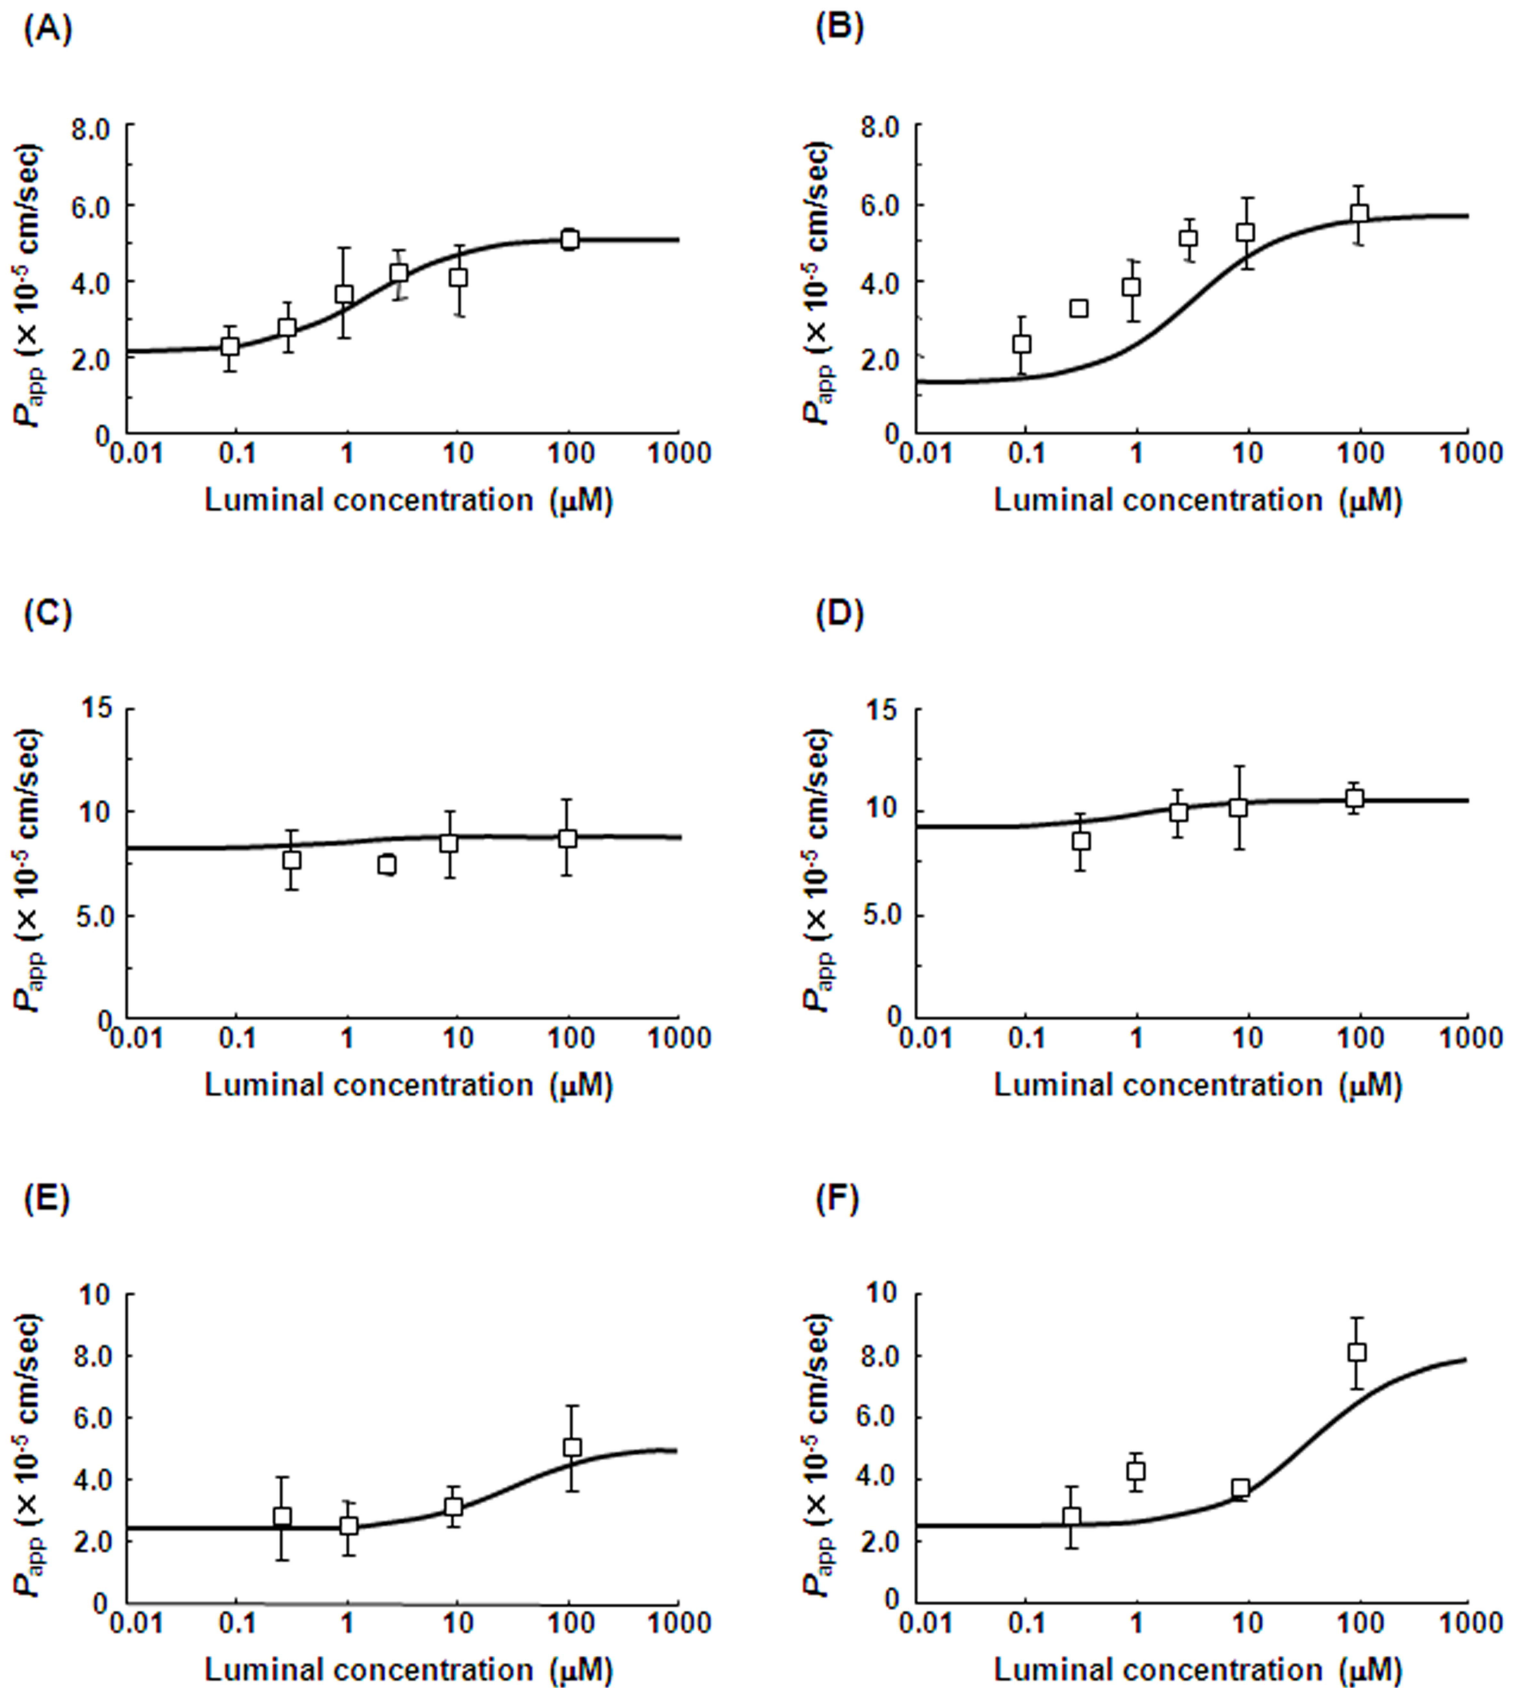 (A)
(B)
8.0
6.0
4.0
2.0
0
P app (× 10-5 cm/sec)
0.01 0.1 1 10 100 1000
Luminal concentration (μM)
8.0
6.0
4.0
2.0
0
P app (× 10-5 cm/sec)
0.01 0.1 1 10 100 1000
Luminal concentration (μM)
(C)
(D)
15
10
5.0
0
P app (× 10-5 cm/sec)
0.01 0.1 1 10 100 1000
Luminal concentration (μM)
15
10
5.0
0
P app (× 10-5 cm/sec)
0.01 0.1 1 10 100 1000
Luminal concentration (μM)
(E)
(F)
10
8.0
6.0
4.0
2.0
0
P app (× 10-5 cm/sec)
0.01 0.1 1 10 100 1000
Luminal concentration (μM)
10
8.0
6.0
4.0
2.0
0
P app (× 10-5 cm/sec)
0.01 0.1 1 10 100 1000
Luminal concentration (μM)